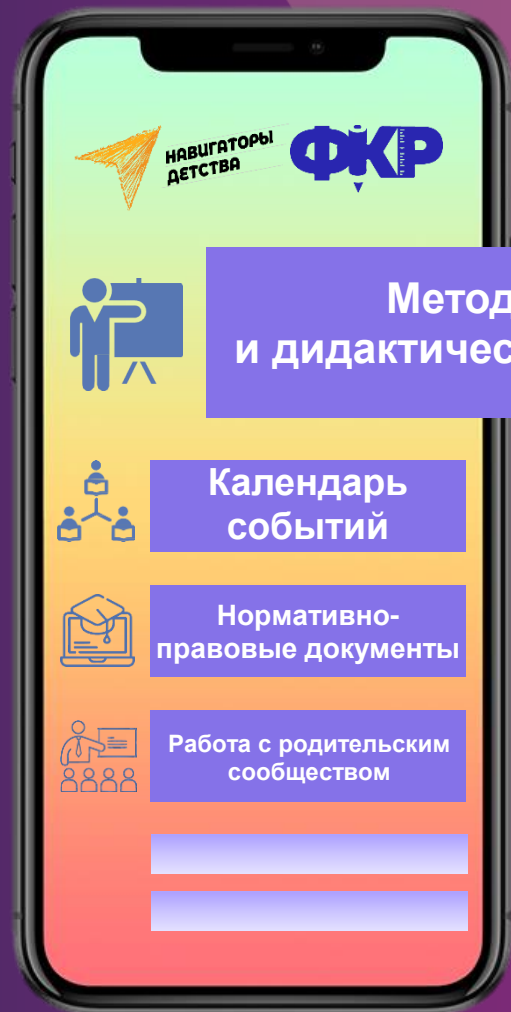 НАВИГАТОРЫ
ДЕТСТВА
ФКР
Метод
и дидактичес
Календарь
событий
Нормативно-
правовые документы
Работа с родительским
сообществом